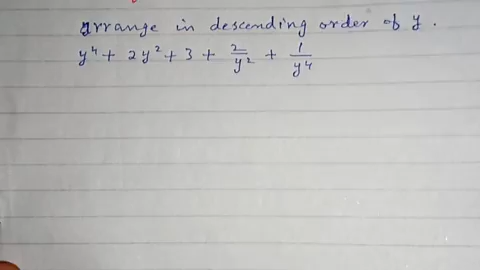 arrange in descending order of y.
y⁴ + 2y² + 3 + 2/y² + 1/y⁴